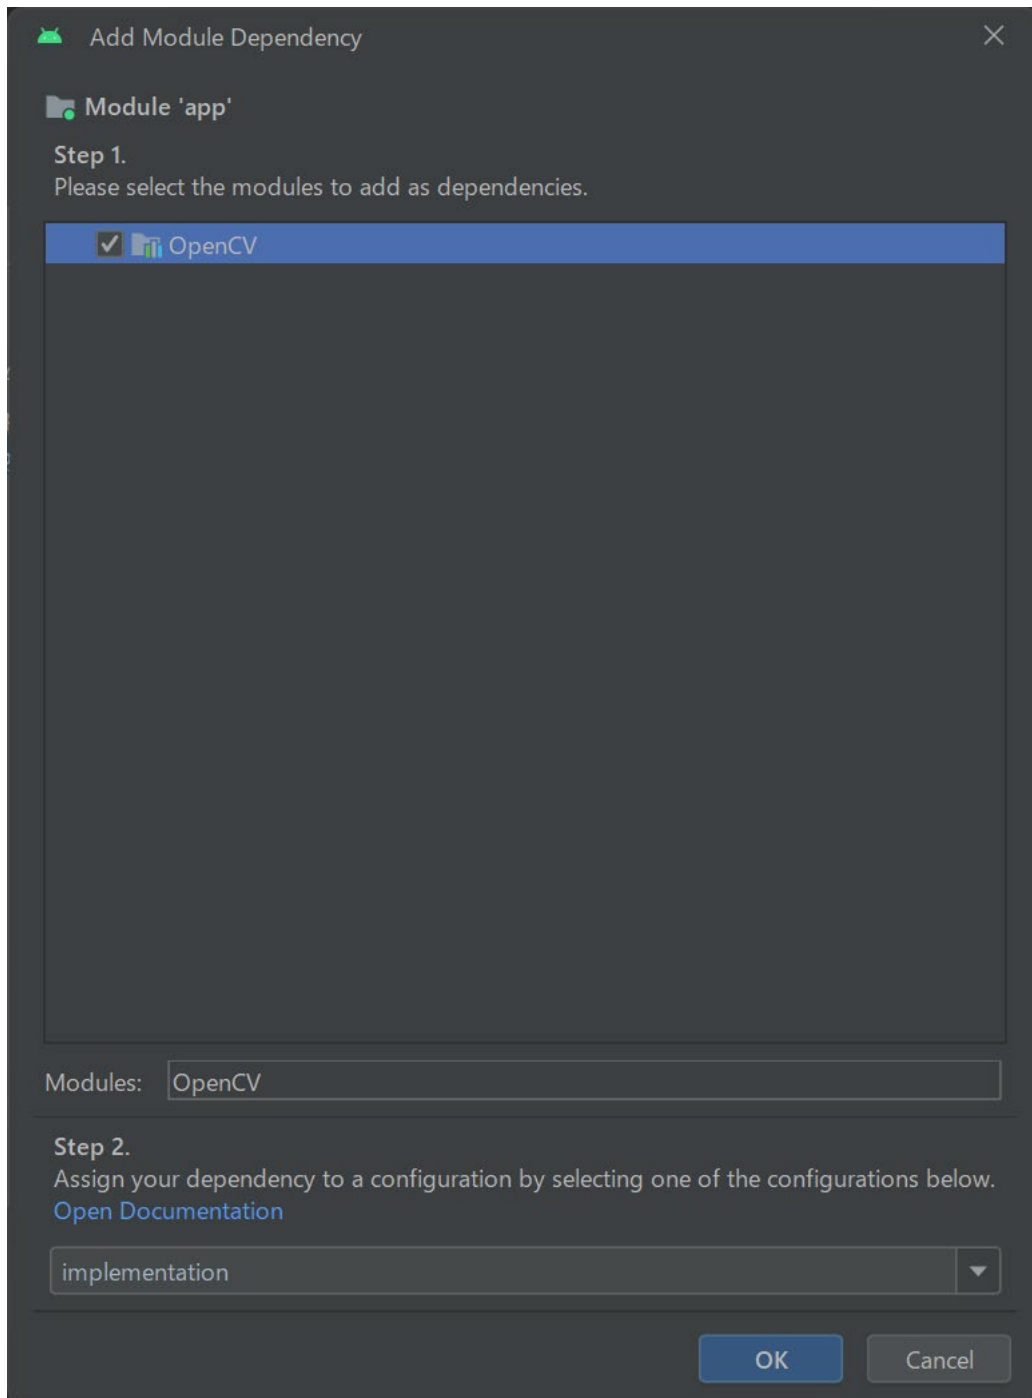 Add Module Dependency
Module 'app'
Step 1.
Please select the modules to add as dependencies.
OpenCV
Modules: OpenCV
Step 2.
Assign your dependency to a configuration by selecting one of the configurations below.
Open Documentation
implementation
OK Cancel